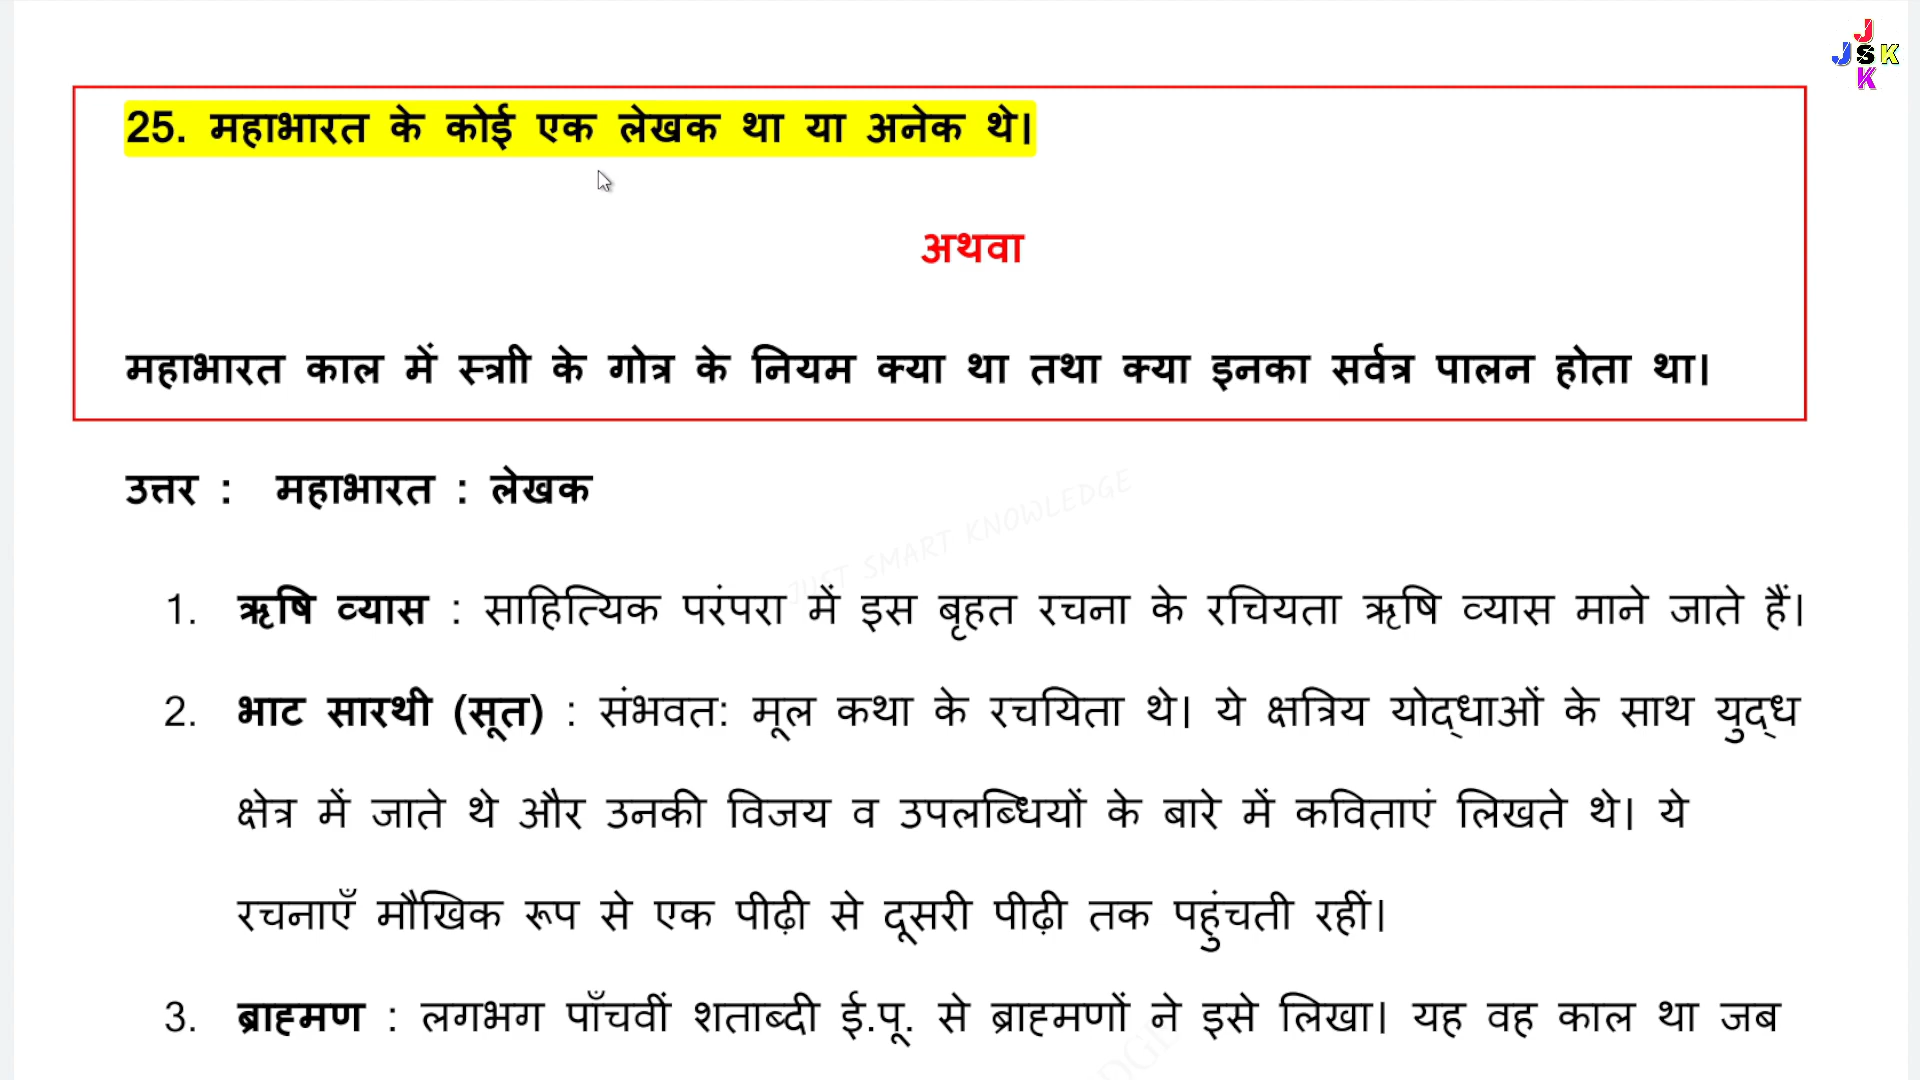 J
J S K
K
25. महाभारत के कोई एक लेखक था या अनेक थे।
अथवा
महाभारत काल में स्त्राी के गोत्र के नियम क्या था तथा क्या इनका सर्वत्र पालन होता था।
उत्तर : महाभारत : लेखक
JUST SMART KNOWLEDGE
1. ऋषि व्यास : साहित्यिक परंपरा में इस बृहत रचना के रचियता ऋषि व्यास माने जाते हैं।
2. भाट सारथी (सूत) : संभवत: मूल कथा के रचयिता थे। ये क्षत्रिय योद्धाओं के साथ युद्ध
क्षेत्र में जाते थे और उनकी विजय व उपलब्धियों के बारे में कविताएं लिखते थे। ये
रचनाएँ मौखिक रूप से एक पीढ़ी से दूसरी पीढ़ी तक पहुंचती रहीं।
3. ब्राह्मण : लगभग पाँचवीं शताब्दी ई.पू. से ब्राह्मणों ने इसे लिखा। यह वह काल था जब